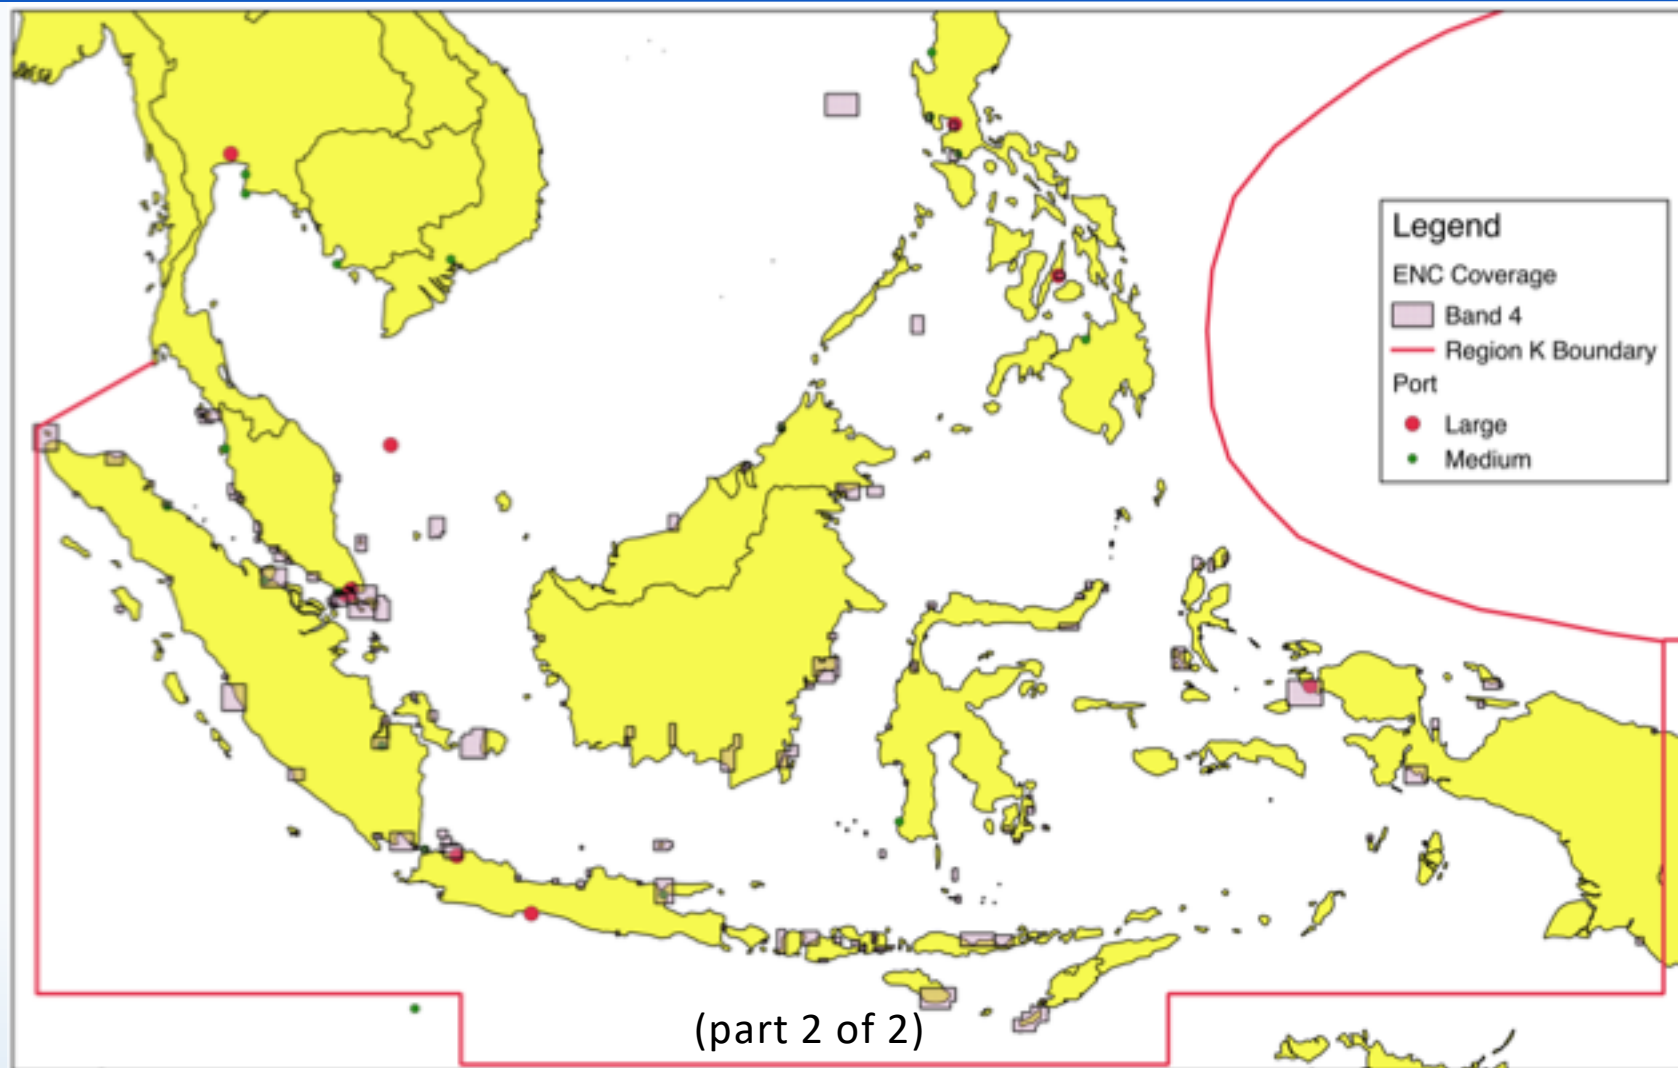 Legend
ENC Coverage
Band 4
Region K Boundary
Port
Large
Medium
(part 2 of 2)